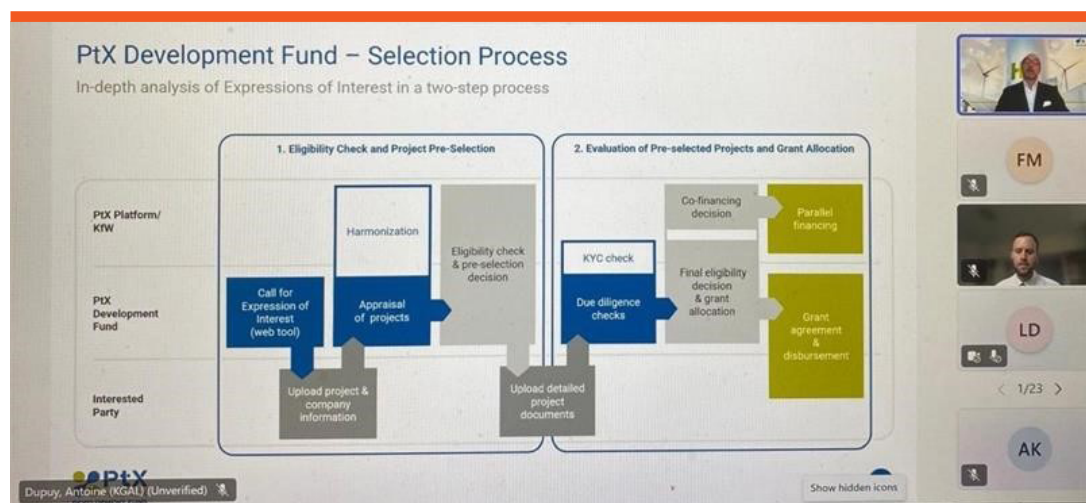 PtX Development Fund – Selection Process
In-depth analysis of Expressions of Interest in a two-step process
1. Eligibility Check and Project Pre-Selection
2. Evaluation of Pre-selected Projects and Grant Allocation
PtX Platform/
KfW
Harmonization
Eligibility check
& pre-selection
decision
KYC check
Co-financing
decision
Parallel
financing
PtX
Development
Fund
Call for
Expression of
Interest
(web tool)
Appraisal
of projects
Due diligence
checks
Final eligibility
decision
& grant
allocation
Grant
agreement
&
disbursement
Interested
Party
Upload project &
company
information
Upload detailed
project
documents
PtX
Dupuy, Antoine (KGAL) (Unverified)
Show hidden icons
FM
LD
1/23
AK